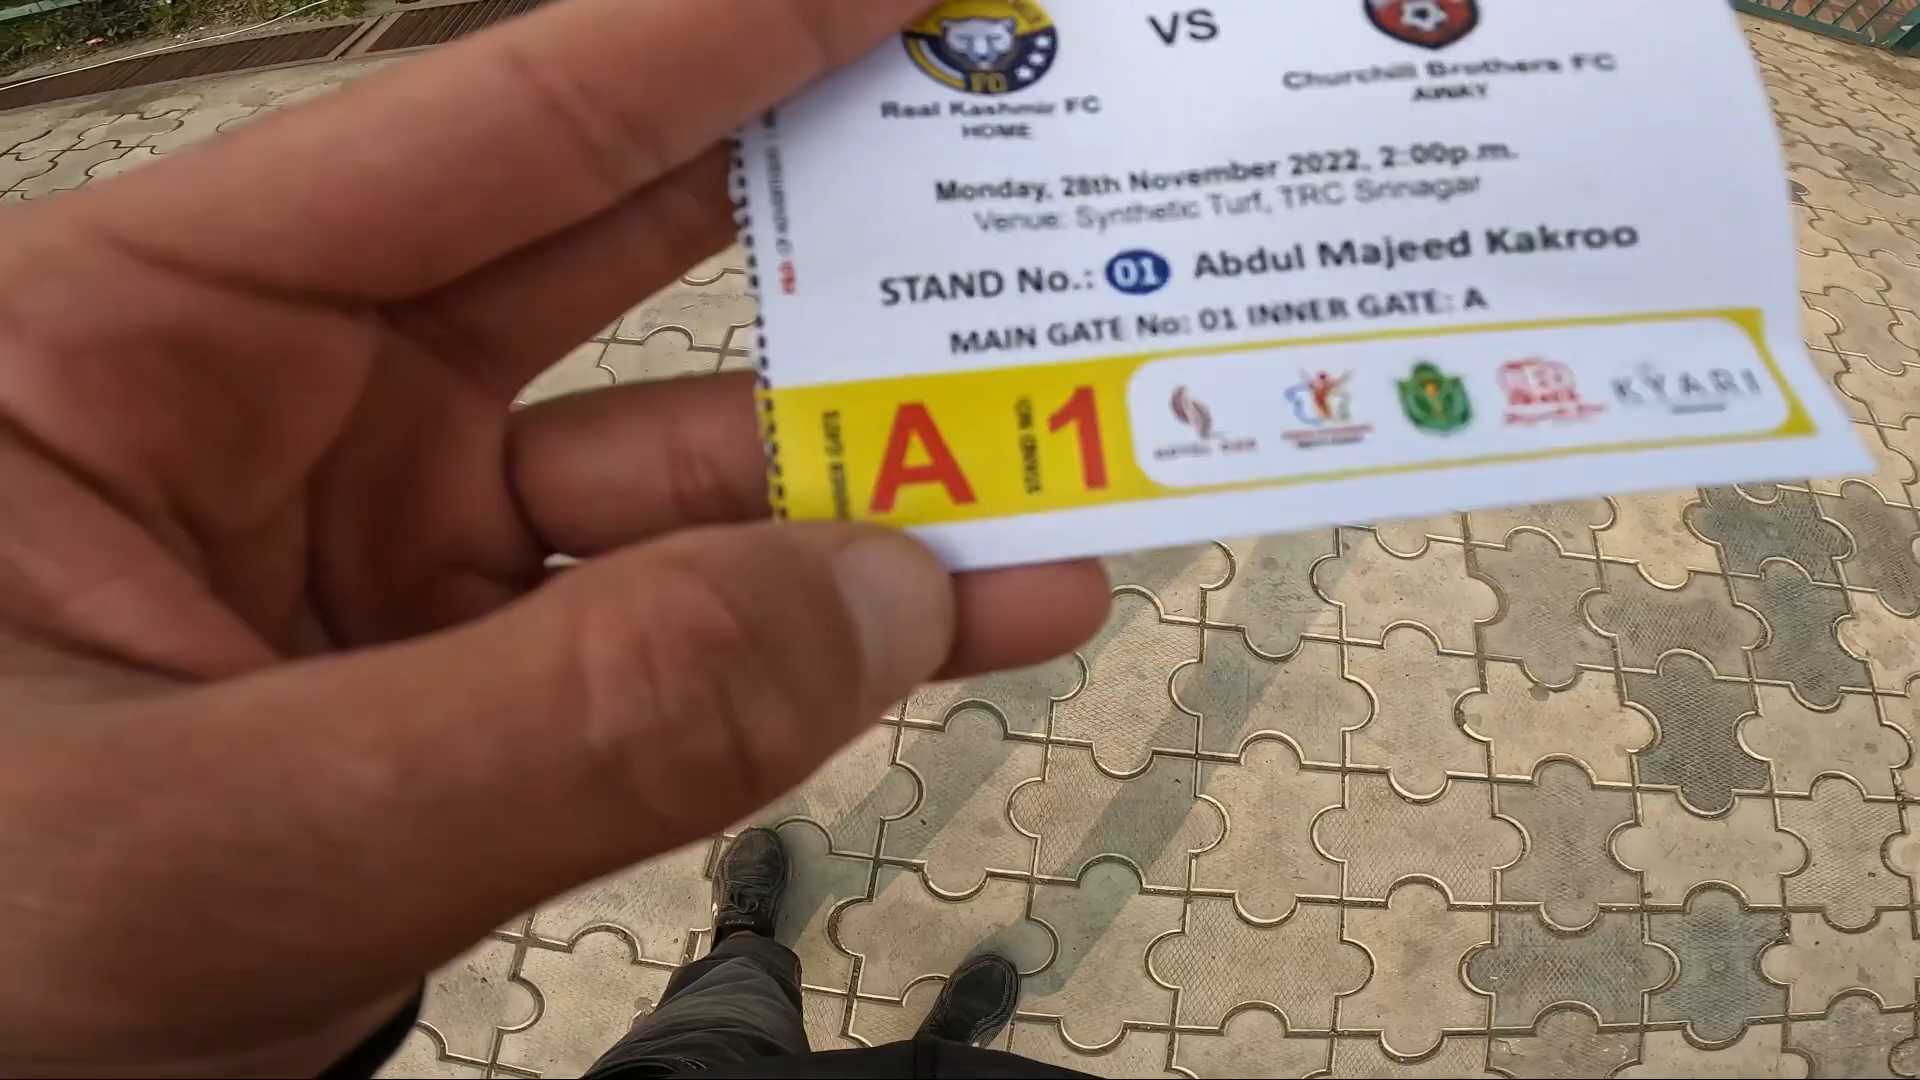 VS
FC
Real Kashmir FC
HOME
Churchill Brothers FC
AWAY
Monday, 28th November 2022, 2:00p.m.
Venue: Synthetic Turf, TRC Srinagar
STAND No.: 01 Abdul Majeed Kakroo
MAIN GATE No: 01 INNER GATE: A
A
1
KYARI